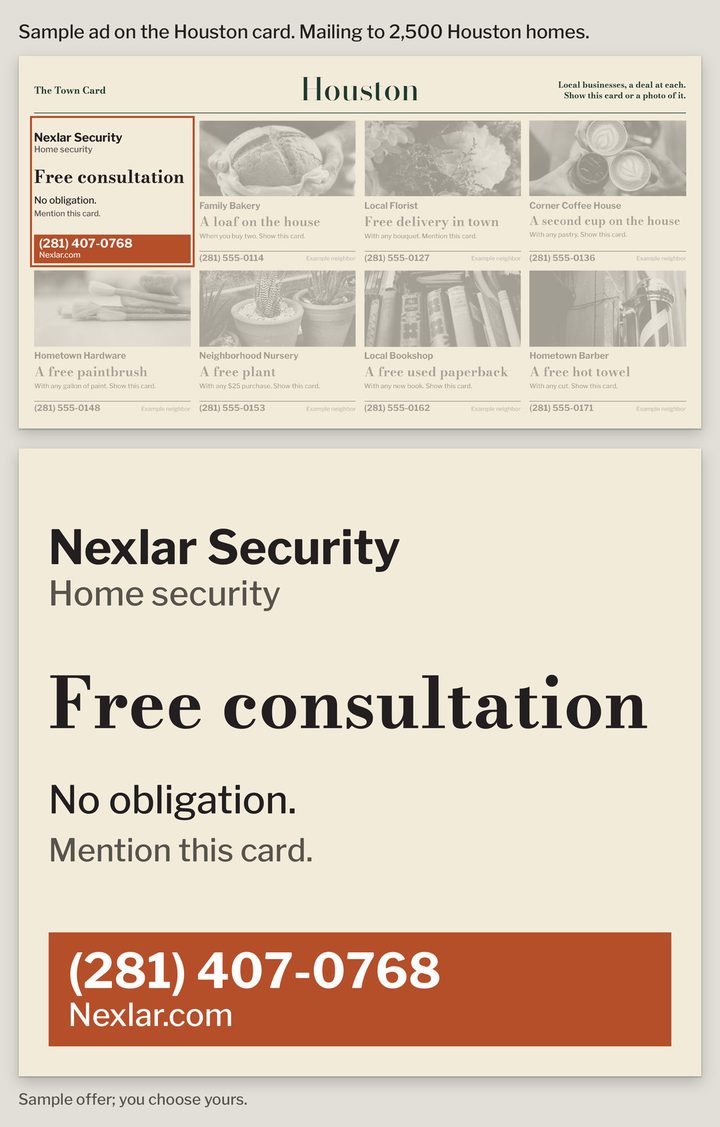 Sample ad on the Houston card. Mailing to 2,500 Houston homes.
The Town Card
Houston
Local businesses, a deal at each.
Show this card or a photo of it.
Nexlar Security
Home security
Free consultation
No obligation.
Mention this card.
(281) 407-0768
Nexlar.com
Family Bakery
A loaf on the house
When you buy two. Show this card.
(281) 555-0114
Example neighbor
Local Florist
Free delivery in town
With any bouquet. Mention this card.
(281) 555-0127
Example neighbor
Corner Coffee House
A second cup on the house
With any pastry. Show this card.
(281) 555-0136
Example neighbor
Hometown Hardware
A free paintbrush
With any gallon of paint. Show this card.
(281) 555-0148
Example neighbor
Neighborhood Nursery
A free plant
With any $25 purchase. Show this card.
(281) 555-0153
Example neighbor
Local Bookshop
A free used paperback
With any new book. Show this card.
(281) 555-0162
Example neighbor
Hometown Barber
A free hot towel
With any cut. Show this card.
(281) 555-0171
Example neighbor
Nexlar Security
Home security
Free consultation
No obligation.
Mention this card.
(281) 407-0768
Nexlar.com
Sample offer; you choose yours.